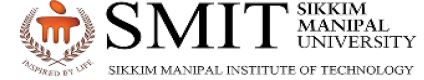 INSPIRED BY LIFE
SMIT
SIKKIM
MANIPAL
UNIVERSITY
SIKKIM MANIPAL INSTITUTE OF TECHNOLOGY